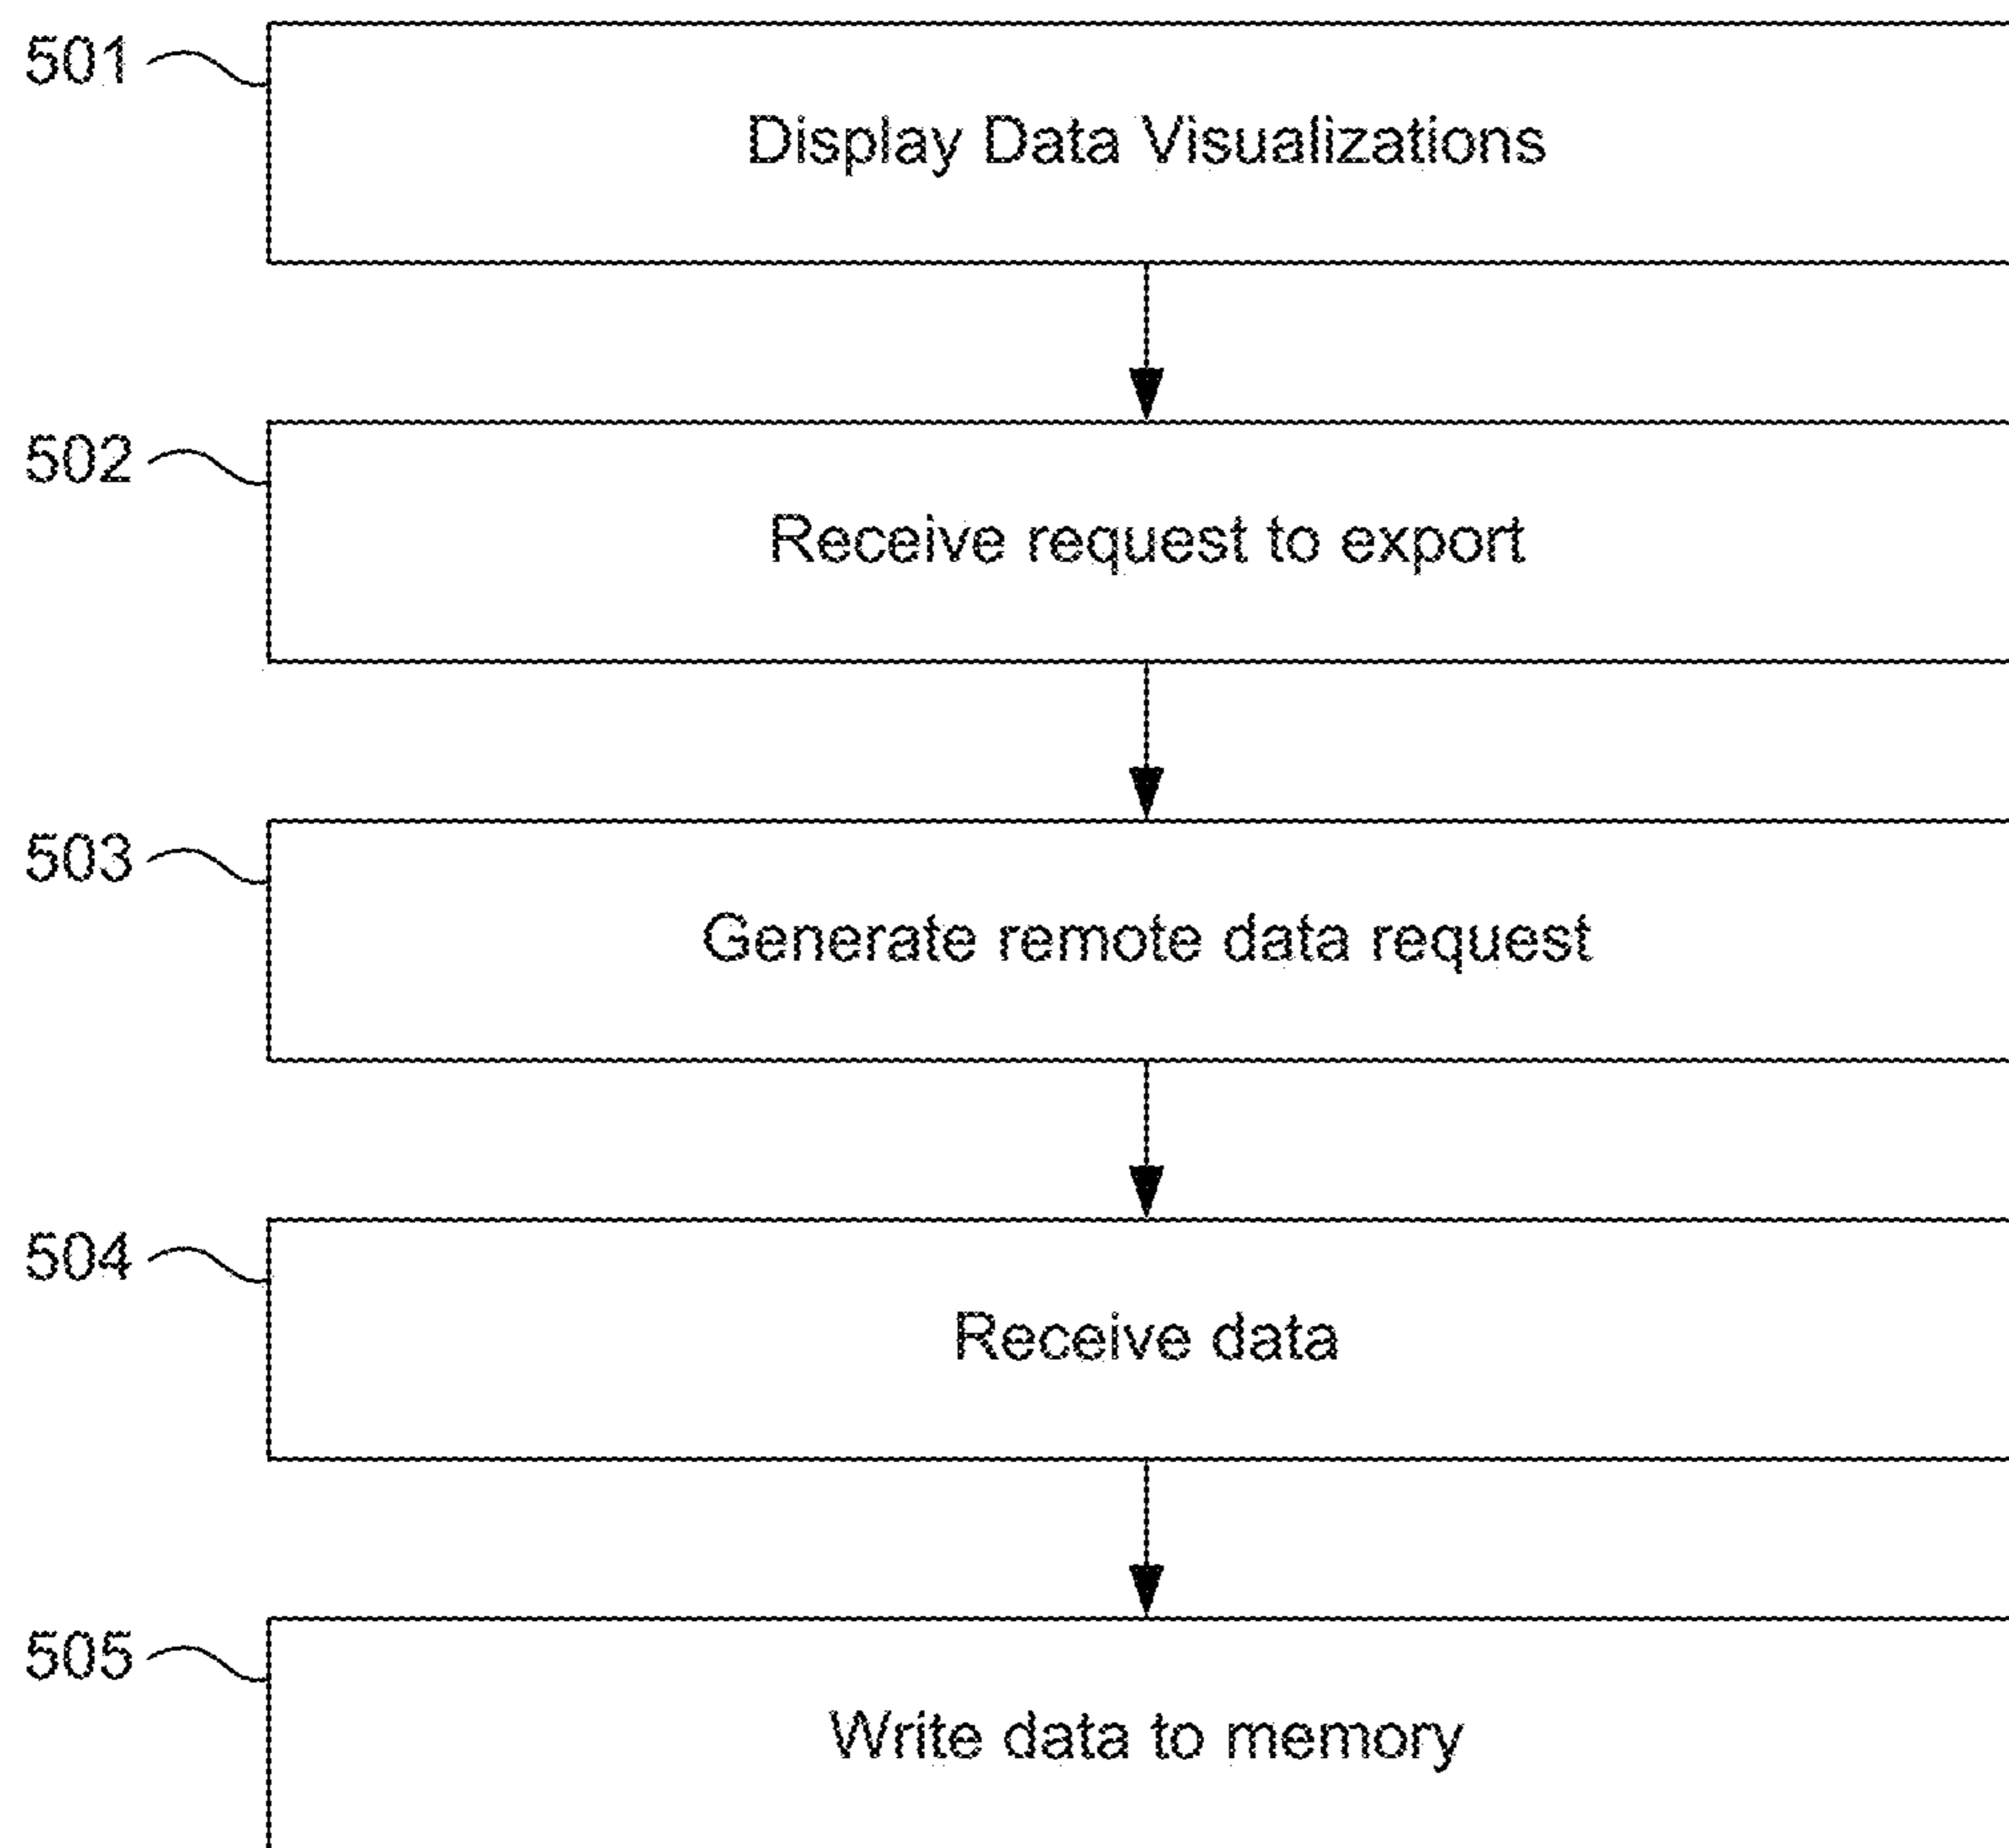 501
Display Data Visualizations
502
Receive request to export
503
Generate remote data request
504
Receive data
505
Write data to memory